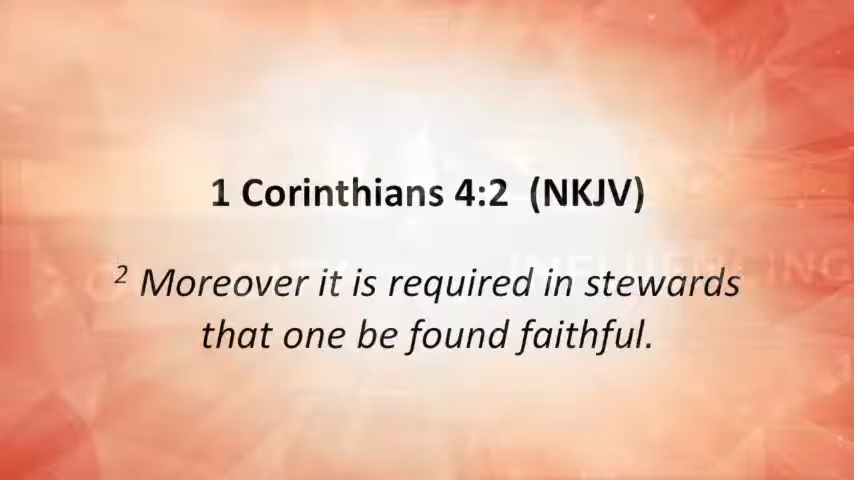 1 Corinthians 4:2 (NKJV)
2 Moreover it is required in stewards
that one be found faithful.